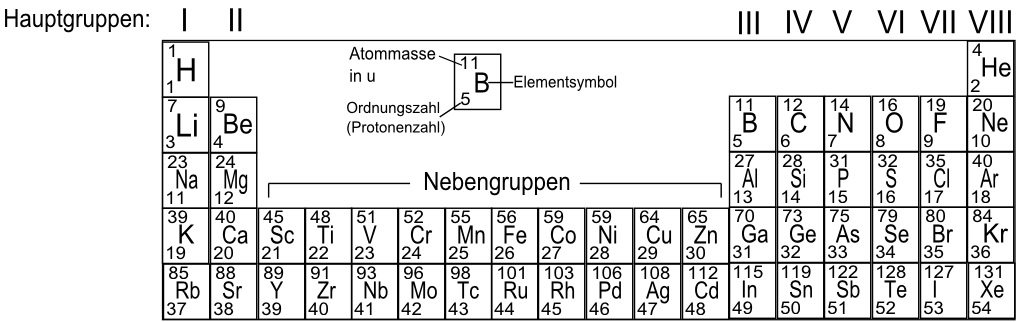 Hauptgruppen: I II III IV V VI VII VIII
1 4
H He
1 2
Atommasse
in u
11
B
5
Elementsymbol
Ordnungszahl
(Protonenzahl)
7 9 11 12 14 16 19 20
Li Be B C N O F Ne
3 4 5 6 7 8 9 10
23 24 27 28 31 32 35 40
Na Mg Al Si P S Cl Ar
11 12 13 14 15 16 17 18
Nebengruppen
39 40 45 48 51 52 55 56 59 59 64 65 70 73 75 79 80 84
K Ca Sc Ti V Cr Mn Fe Co Ni Cu Zn Ga Ge As Se Br Kr
19 20 21 22 23 24 25 26 27 28 29 30 31 32 33 34 35 36
85 88 89 91 93 96 98 101 103 106 108 112 115 119 122 128 127 131
Rb Sr Y Zr Nb Mo Tc Ru Rh Pd Ag Cd In Sn Sb Te I Xe
37 38 39 40 41 42 43 44 45 46 47 48 49 50 51 52 53 54